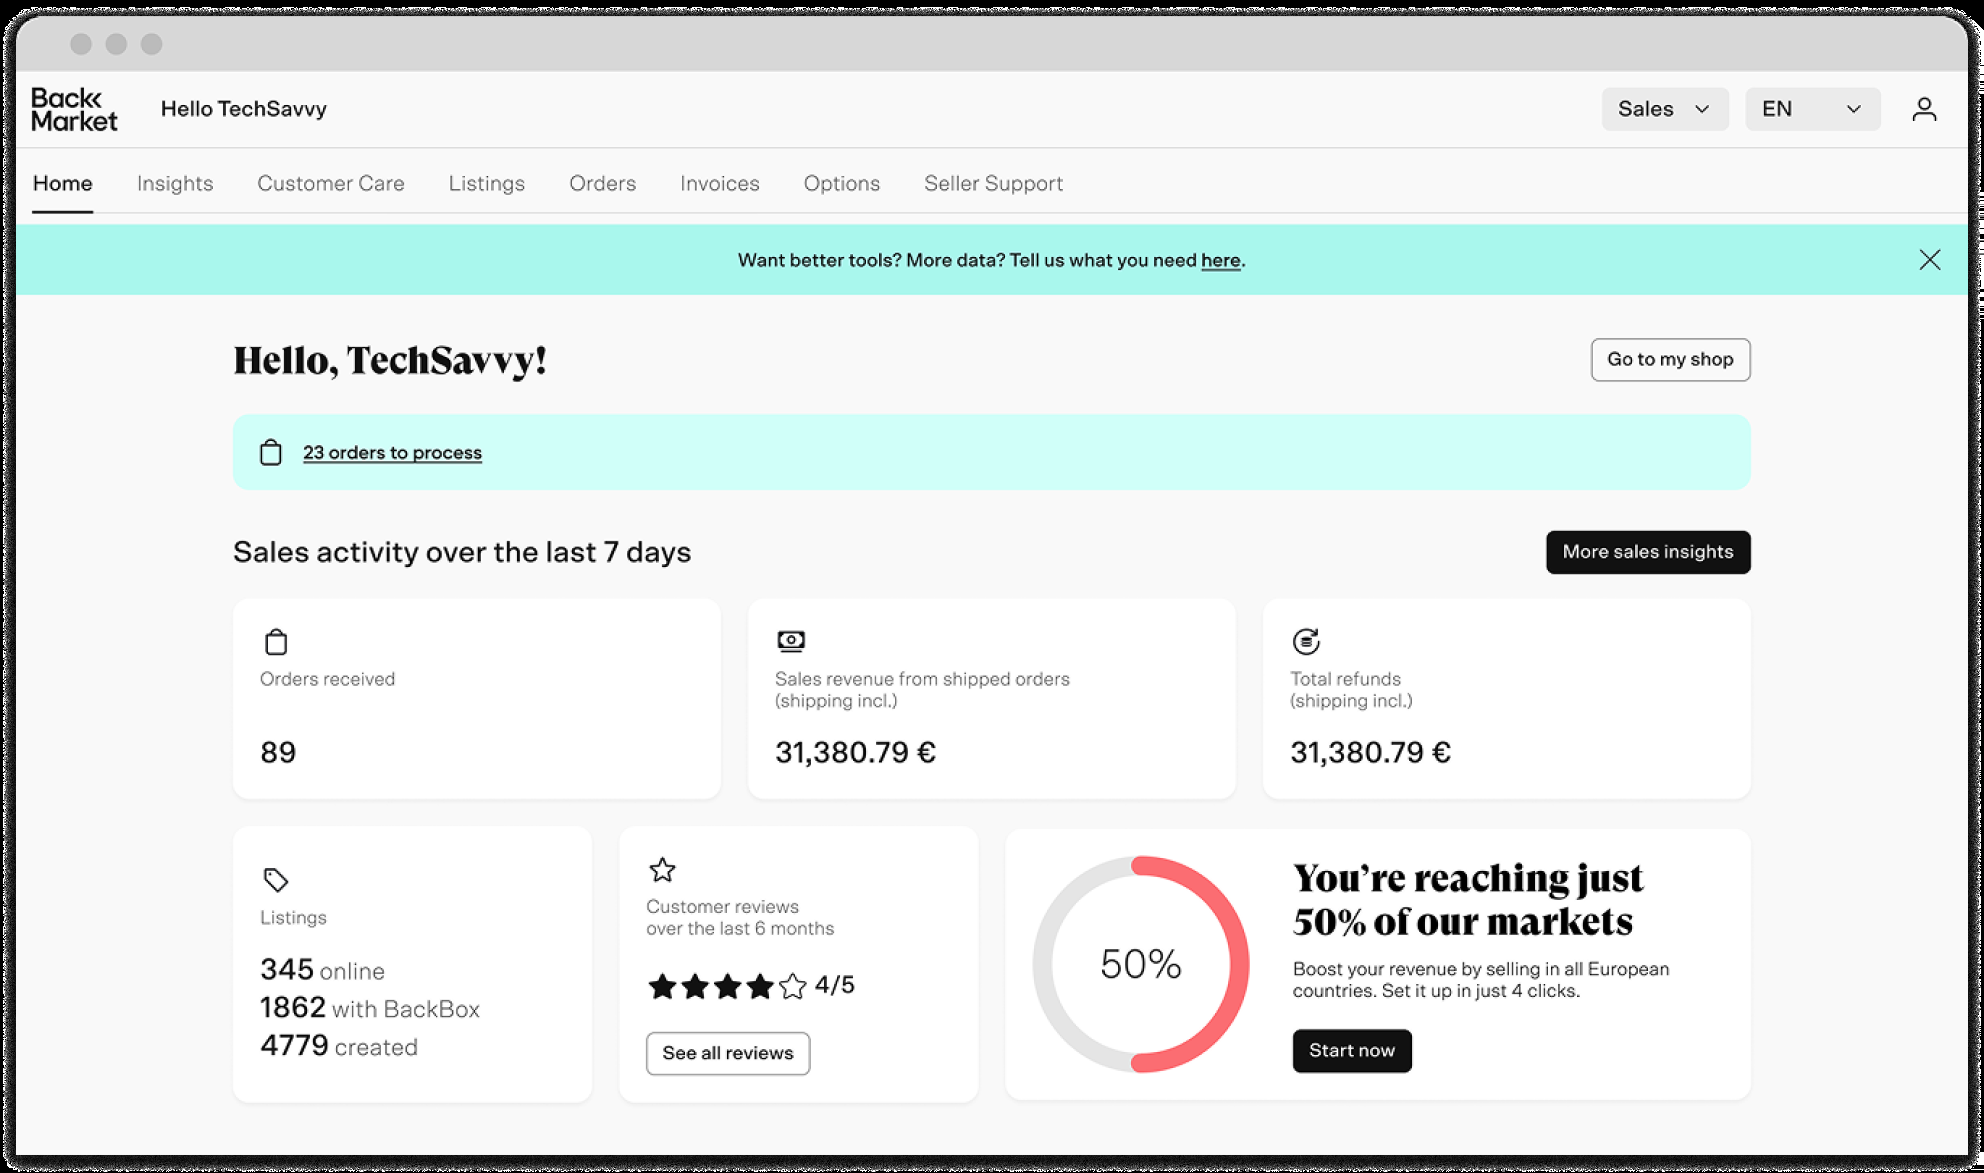 Back
Market
Hello TechSavvy
Sales
EN
Home
Insights
Customer Care
Listings
Orders
Invoices
Options
Seller Support
Want better tools? More data? Tell us what you need here.
Hello, TechSavvy!
Go to my shop
23 orders to process
Sales activity over the last 7 days
More sales insights
Orders received
89
Sales revenue from shipped orders
(shipping incl.)
31,380.79 €
Total refunds
(shipping incl.)
31,380.79 €
Listings
345 online
1862 with BackBox
4779 created
Customer reviews
over the last 6 months
4/5
See all reviews
50%
You’re reaching just
50% of our markets
Boost your revenue by selling in all European
countries. Set it up in just 4 clicks.
Start now